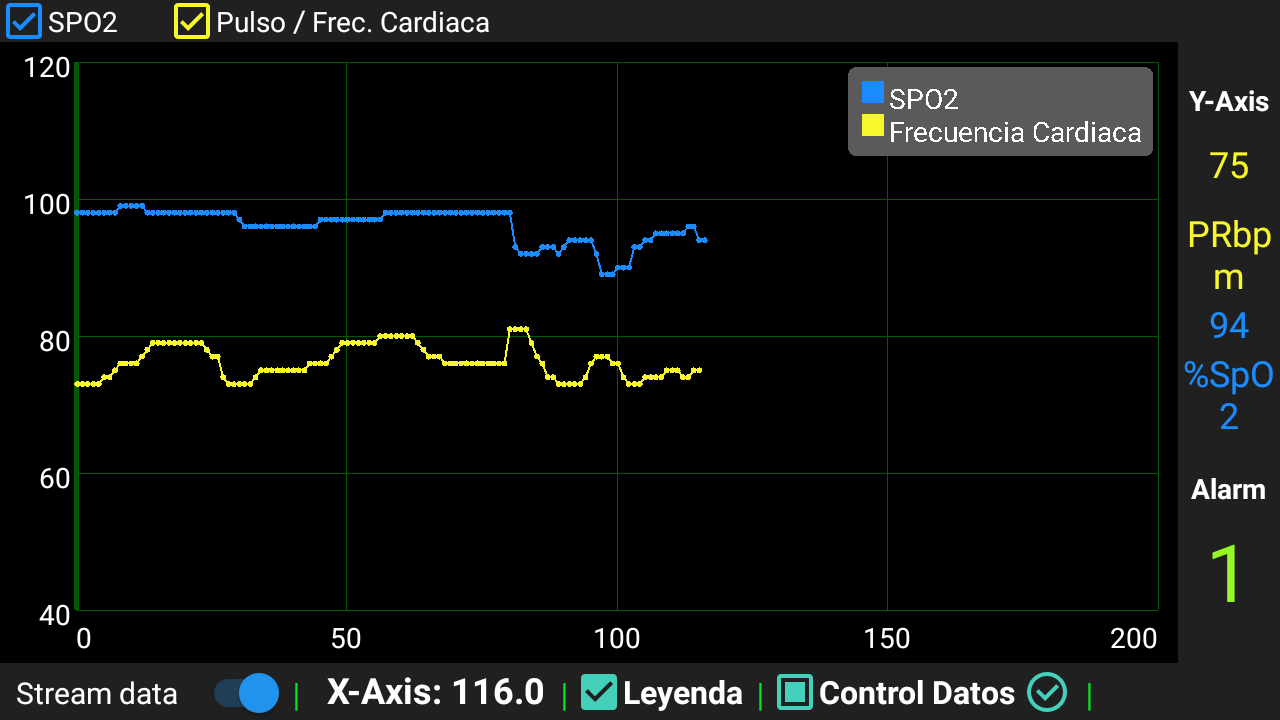 SPO2 Pulso / Frec. Cardiaca
120
100
80
60
40
0 50 100 150 200
SPO2
Frecuencia Cardiaca
Y-Axis
75
PRbp
m
94
%SpO
2
Alarm
1
Stream data | X-Axis: 116.0 | Leyenda | Control Datos |